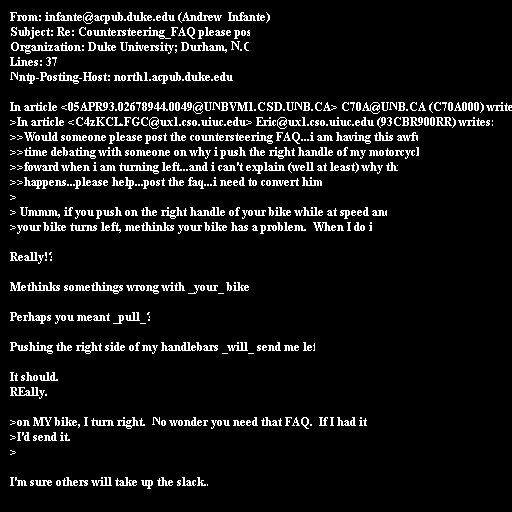 From: infante@acpub.duke.edu (Andrew Infante)
Subject: Re: Countersteering_FAQ please pos
Organization: Duke University; Durham, N.C
Lines: 37
Nntp-Posting-Host: north1.acpub.duke.edu

In article <05APR93.02678944.0049@UNBVM1.CSD.UNB.CA> C70A@UNB.CA (C70A000) write
>In article <C4zKCL.FGC@ux1.cso.uiuc.edu> Eric@ux1.cso.uiuc.edu (93CBR900RR) writes:
>>Would someone please post the countersteering FAQ...i am having this awfu
>>time debating with someone on why i push the right handle of my motorcycl
>>foward when i am turning left...and i can't explain (well at least) why th
>>happens...please help...post the faq...i need to convert him
>
> Ummm, if you push on the right handle of your bike while at speed and
>your bike turns left, methinks your bike has a problem.  When I do i

Really!?

Methinks somethings wrong with _your_ bike

Perhaps you meant _pull_?

Pushing the right side of my handlebars _will_ send me lef

It should.
REally.

>on MY bike, I turn right.  No wonder you need that FAQ.  If I had it
>I'd send it.
>

I'm sure others will take up the slack..